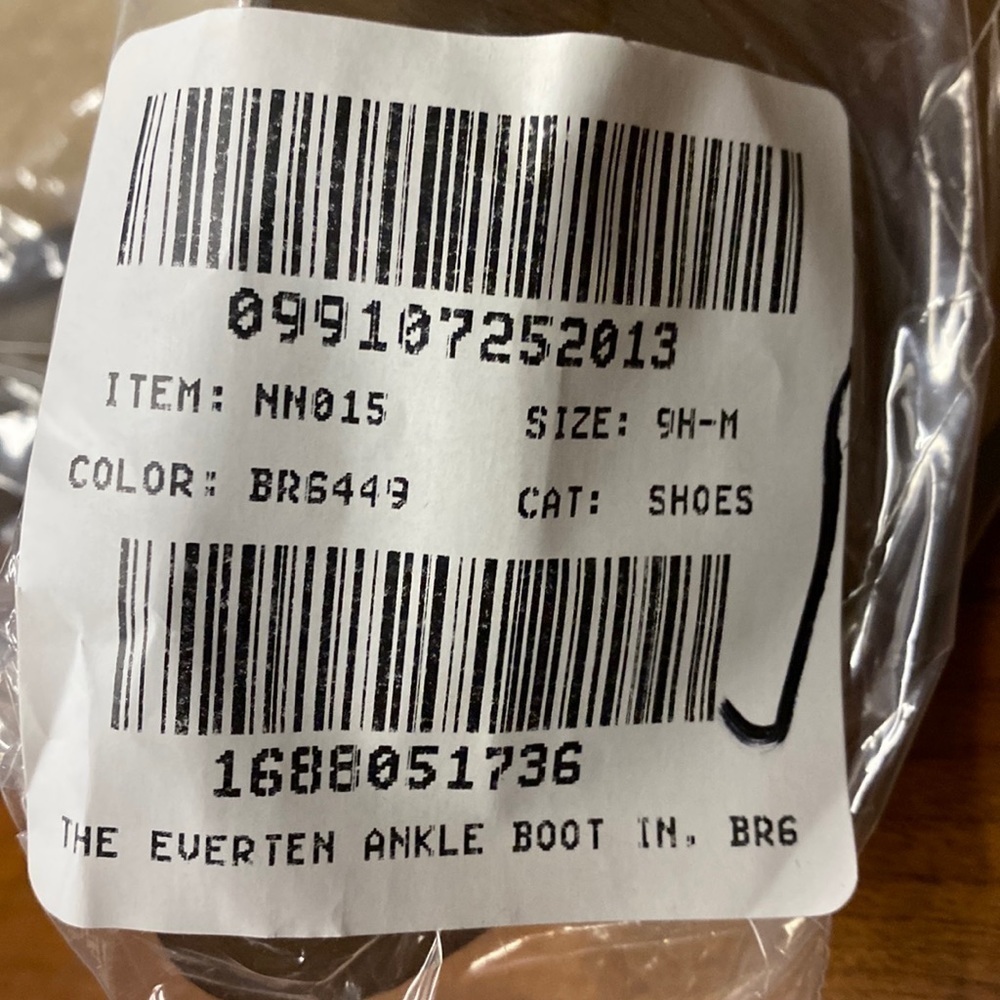 099107252013
ITEM: NN015 SIZE: 9H-M
COLOR: BR6449 CAT: SHOES
1688051736
THE EVERTEN ANKLE BOOT IN, BR6